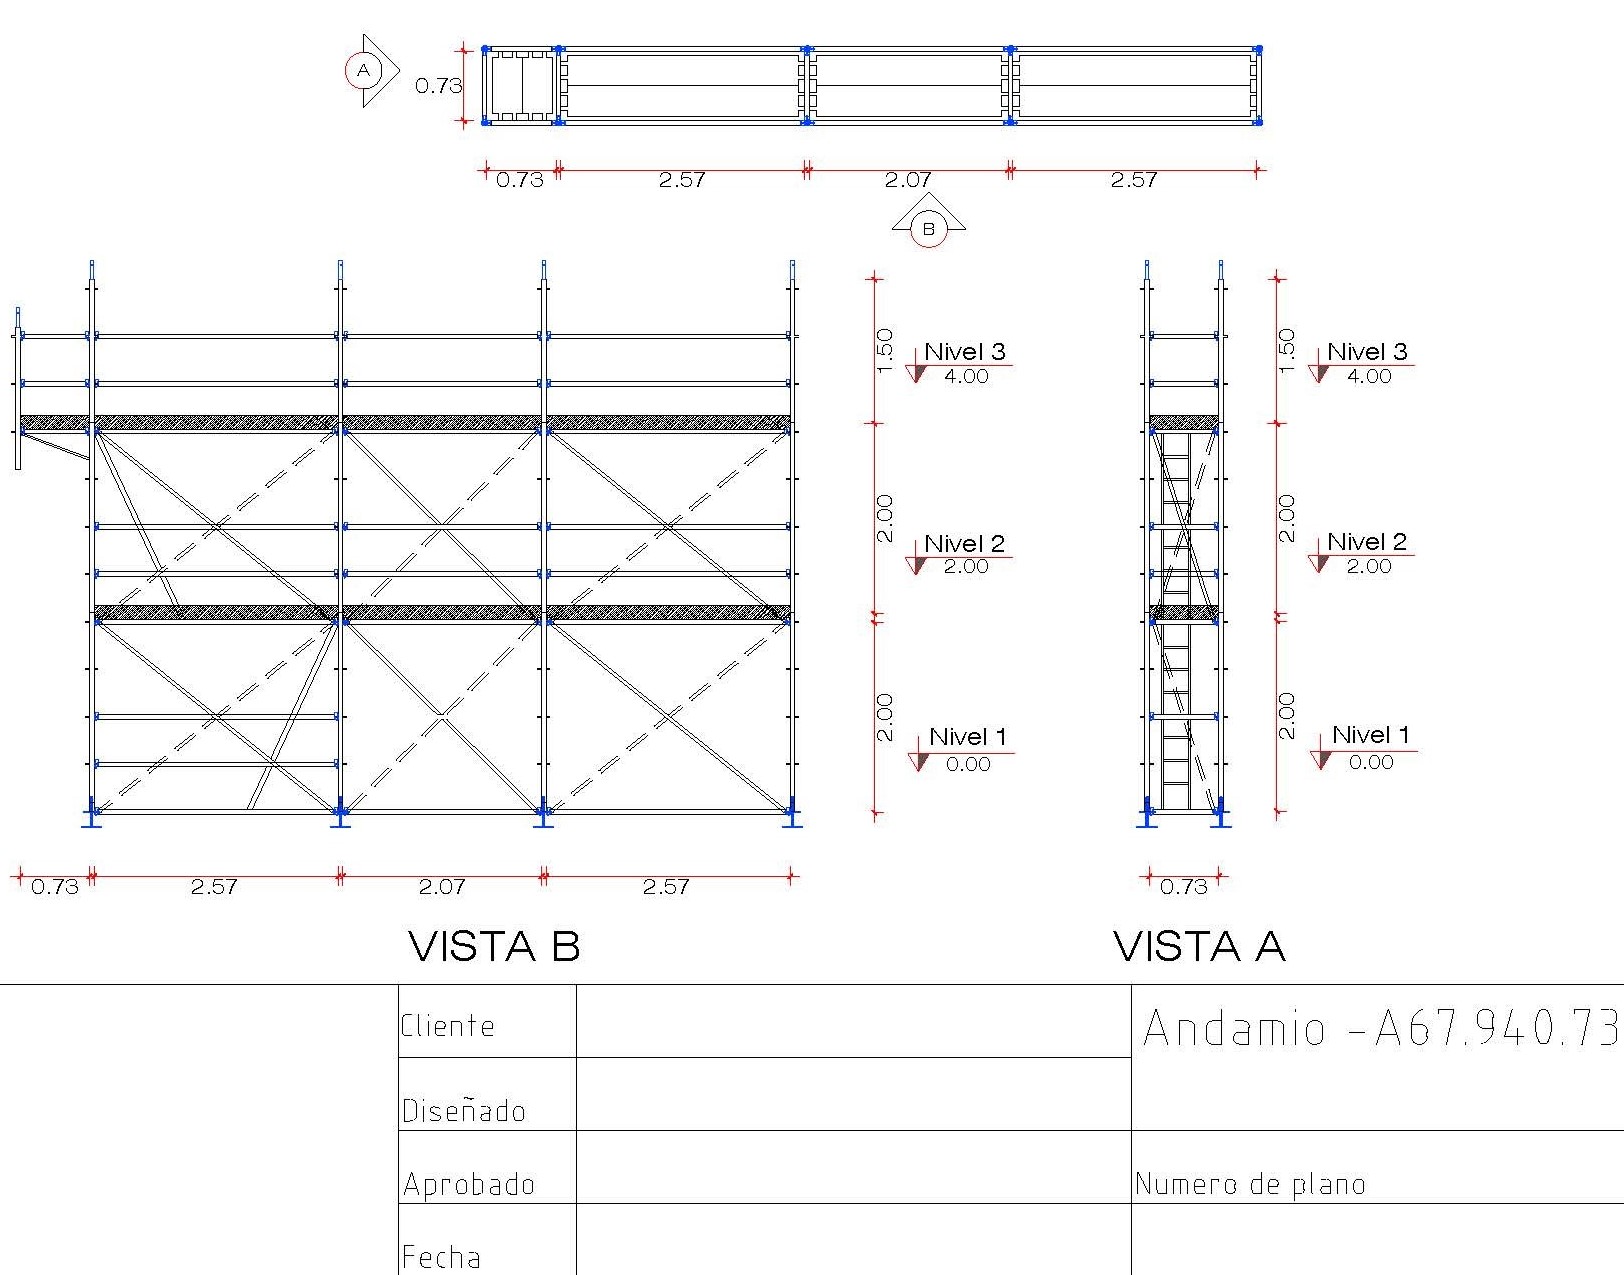 A
0.73
0.73
2.57
2.07
2.57
B
1.50
Nivel 3
4.00
2.00
Nivel 2
2.00
2.00
Nivel 1
0.00
1.50
Nivel 3
4.00
2.00
Nivel 2
2.00
2.00
Nivel 1
0.00
0.73
2.57
2.07
2.57
0.73
VISTA B
VISTA A
Cliente
Andamio -A67.940.73
Diseñado
Aprobado
Numero de plano
Fecha